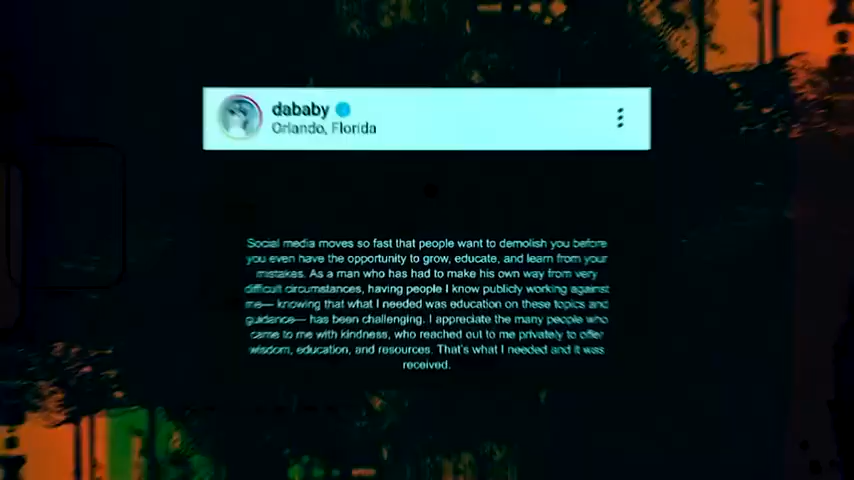 dababy
Orlando, Florida
Social media moves so fast that people want to demolish you before
you even have the opportunity to grow, educate, and learn from your
mistakes. As a man who has had to make his own way from very
difficult circumstances, having people I know publicly working against
me— knowing that what I needed was education on these topics and
guidance— has been challenging. I appreciate the many people who
came to me with kindness, who reached out to me privately to offer
wisdom, education, and resources. That's what I needed and it was
received.